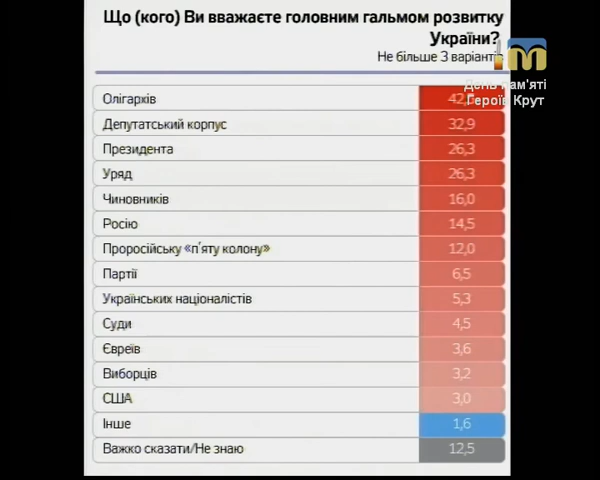 Що (кого) Ви вважаєте головним гальмом розвитку
України?
Не більше 3 варіантів
День пам'яті
Героїв Крут
Олігархів
Депутатський корпус 32,9
Президента 26,3
Уряд 26,3
Чиновників 16,0
Росію 14,5
Проросійську «п'яту колону» 12,0
Партії 6,5
Українських націоналістів 5,3
Суди 4,5
Євреїв 3,6
Виборців 3,2
США 3,0
Інше 1,6
Важко сказати/Не знаю 12,5